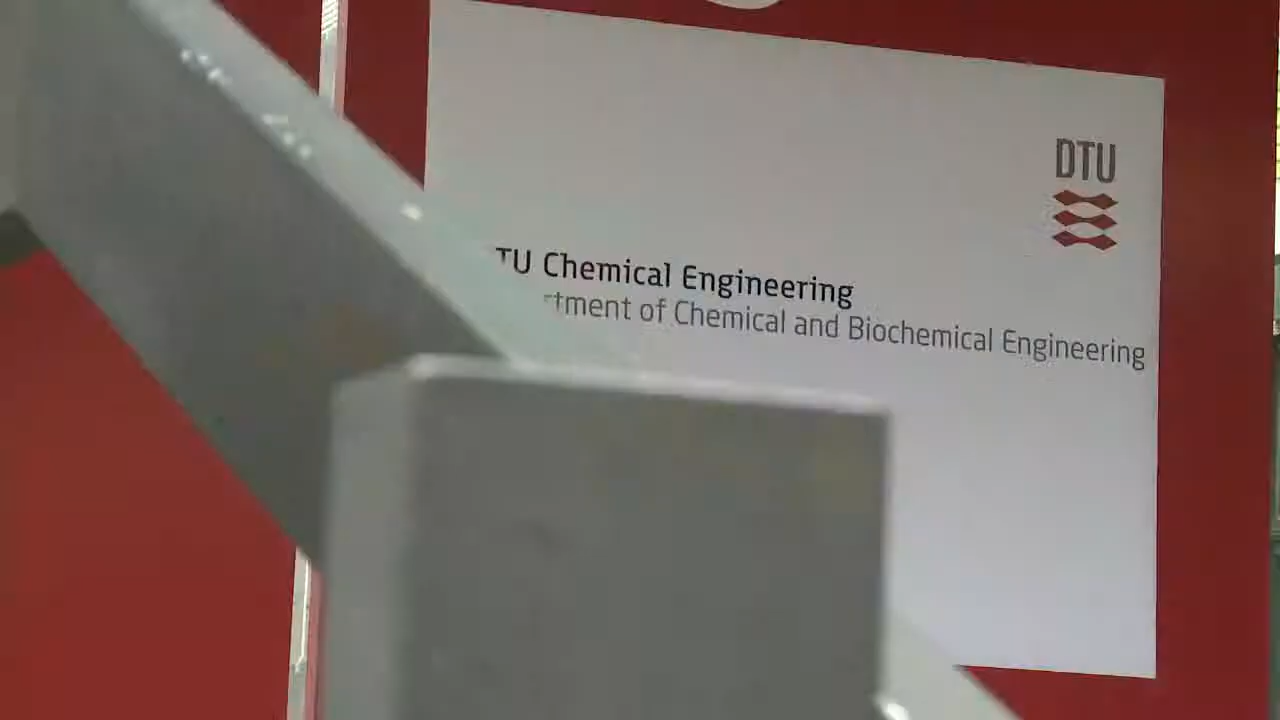 DTU
TU Chemical Engineering
tment of Chemical and Biochemical Engineering